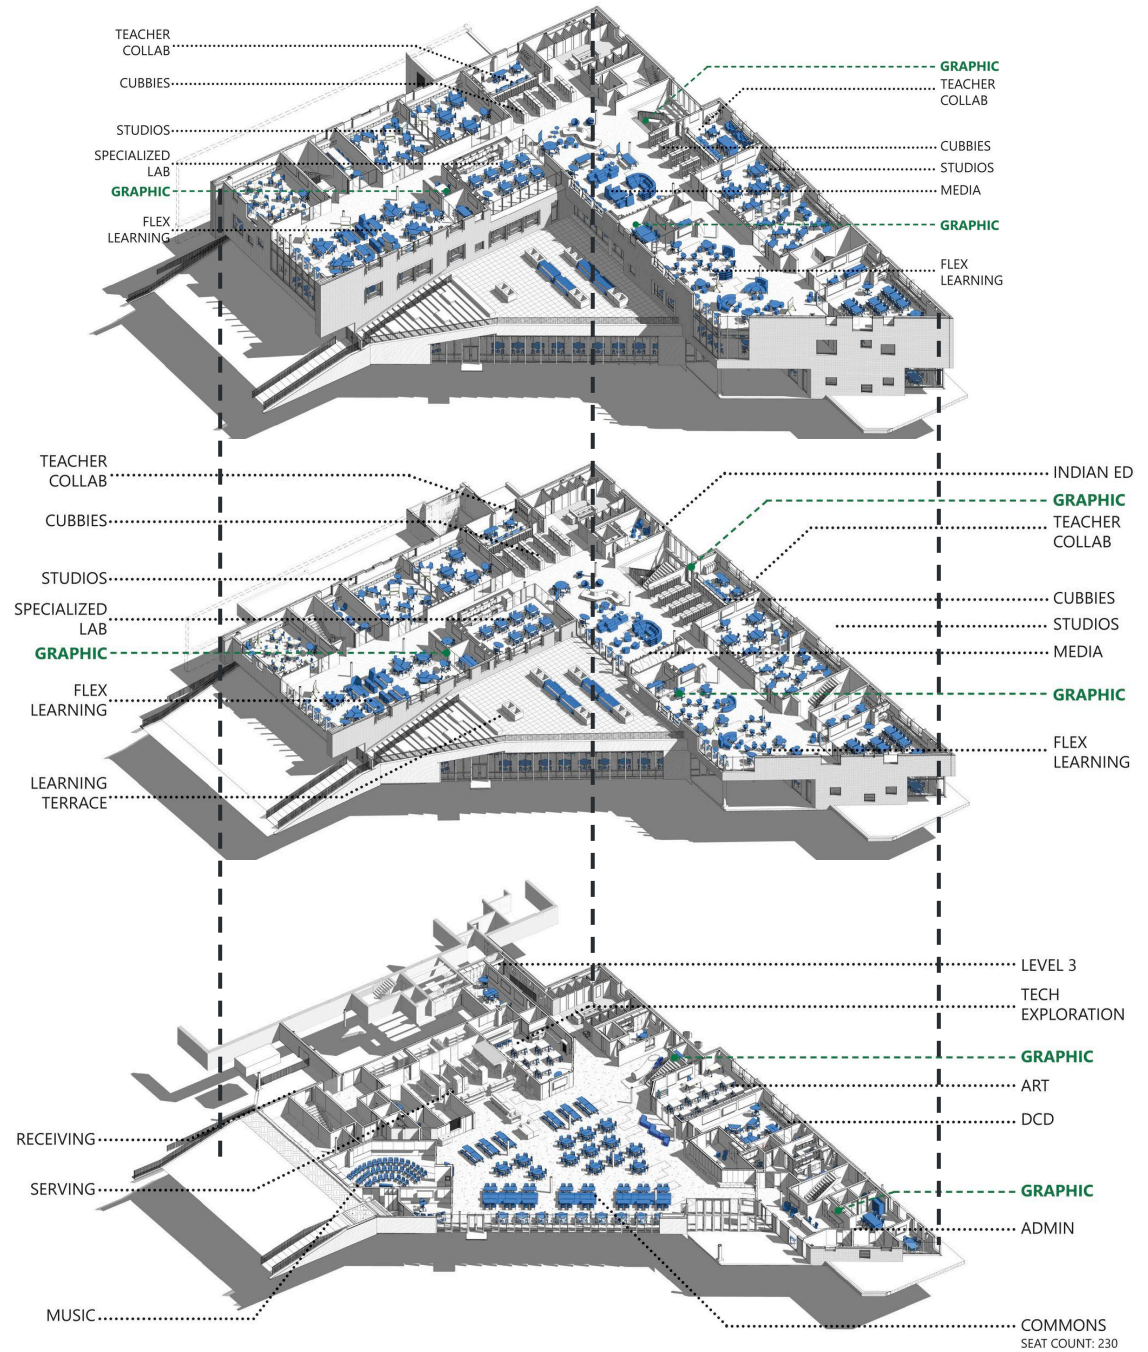 TEACHER
COLLAB
CUBBIES
STUDIOS
SPECIALIZED
LAB
GRAPHIC
FLEX
LEARNING
GRAPHIC
TEACHER
COLLAB
CUBBIES
STUDIOS
MEDIA
GRAPHIC
FLEX
LEARNING
TEACHER
COLLAB
CUBBIES
STUDIOS
SPECIALIZED
LAB
GRAPHIC
FLEX
LEARNING
LEARNING
TERRACE
INDIAN ED
GRAPHIC
TEACHER
COLLAB
CUBBIES
STUDIOS
MEDIA
GRAPHIC
FLEX
LEARNING
RECEIVING
SERVING
MUSIC
LEVEL 3
TECH
EXPLORATION
GRAPHIC
ART
DCD
GRAPHIC
ADMIN
COMMONS
SEAT COUNT: 230